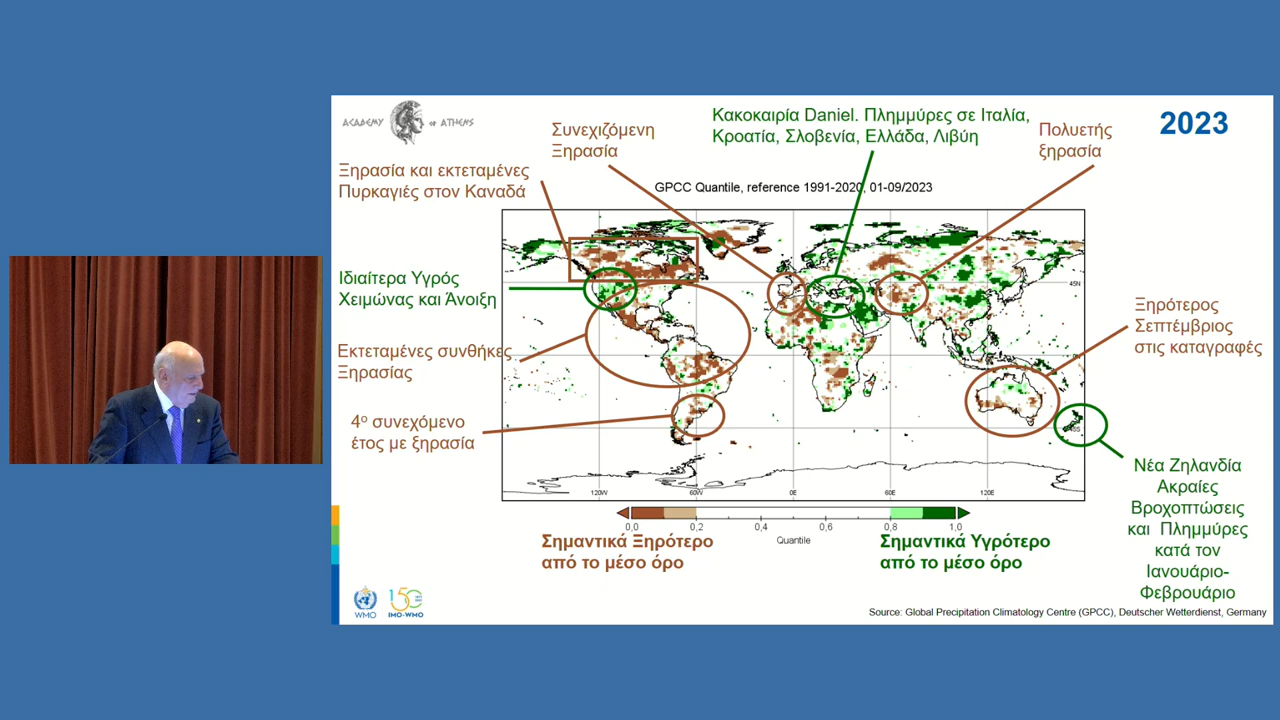 ACADEMY OF ATHENS
2023
Κακοκαιρία Daniel. Πλημμύρες σε Ιταλία,
Κροατία, Σλοβενία, Ελλάδα, Λιβύη
Συνεχιζόμενη
Ξηρασία
Πολυετής
ξηρασία
Ξηρασία και εκτεταμένες
Πυρκαγιές στον Καναδά
GPCC Quantile, reference 1991-2020, 01-09/2023
Ιδιαίτερα Υγρός
Χειμώνας και Άνοιξη
Ξηρότερος
Σεπτέμβριος
στις καταγραφές
Εκτεταμένες συνθήκες
Ξηρασίας
4ο συνεχόμενο
έτος με ξηρασία
45N
0N
45S
120W 60W 0E 60E 120E
Νέα Ζηλανδία
Ακραίες
Βροχοπτώσεις
και Πλημμύρες
κατά τον
Ιανουάριο-
Φεβρουάριο
0,0 0,2 0,4 0,6 0,8 1,0
Quantile
Σημαντικά Ξηρότερο
από το μέσο όρο
Σημαντικά Υγρότερο
από το μέσο όρο
WMO
150
IMO-WMO
Source: Global Precipitation Climatology Centre (GPCC), Deutscher Wetterdienst, Germany